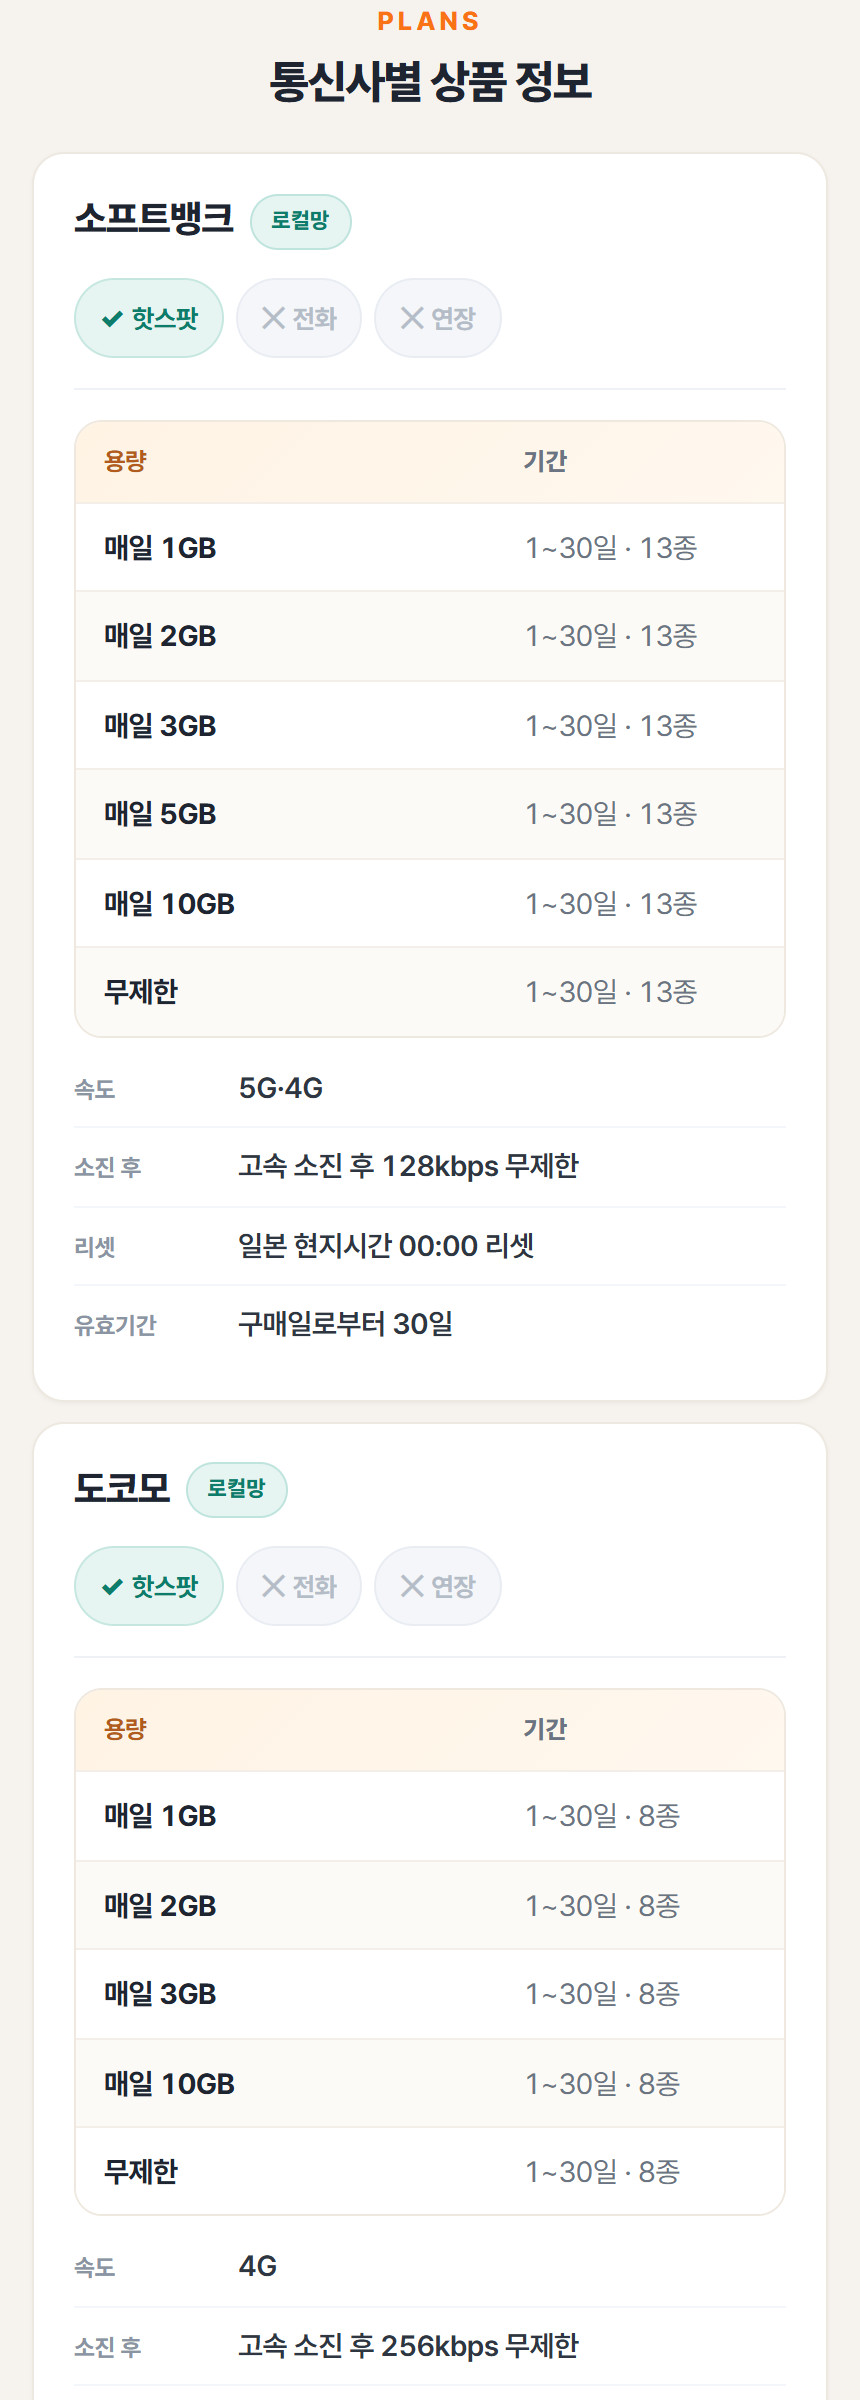 PLANS
통신사별 상품 정보
소프트뱅크 로컬망
✓ 핫스팟 ✕ 전화 ✕ 연장
용량 기간
매일 1GB 1~30일 · 13종
매일 2GB 1~30일 · 13종
매일 3GB 1~30일 · 13종
매일 5GB 1~30일 · 13종
매일 10GB 1~30일 · 13종
무제한 1~30일 · 13종
속도 5G·4G
소진 후 고속 소진 후 128kbps 무제한
리셋 일본 현지시간 00:00 리셋
유효기간 구매일로부터 30일
도코모 로컬망
✓ 핫스팟 ✕ 전화 ✕ 연장
용량 기간
매일 1GB 1~30일 · 8종
매일 2GB 1~30일 · 8종
매일 3GB 1~30일 · 8종
매일 10GB 1~30일 · 8종
무제한 1~30일 · 8종
속도 4G
소진 후 고속 소진 후 256kbps 무제한